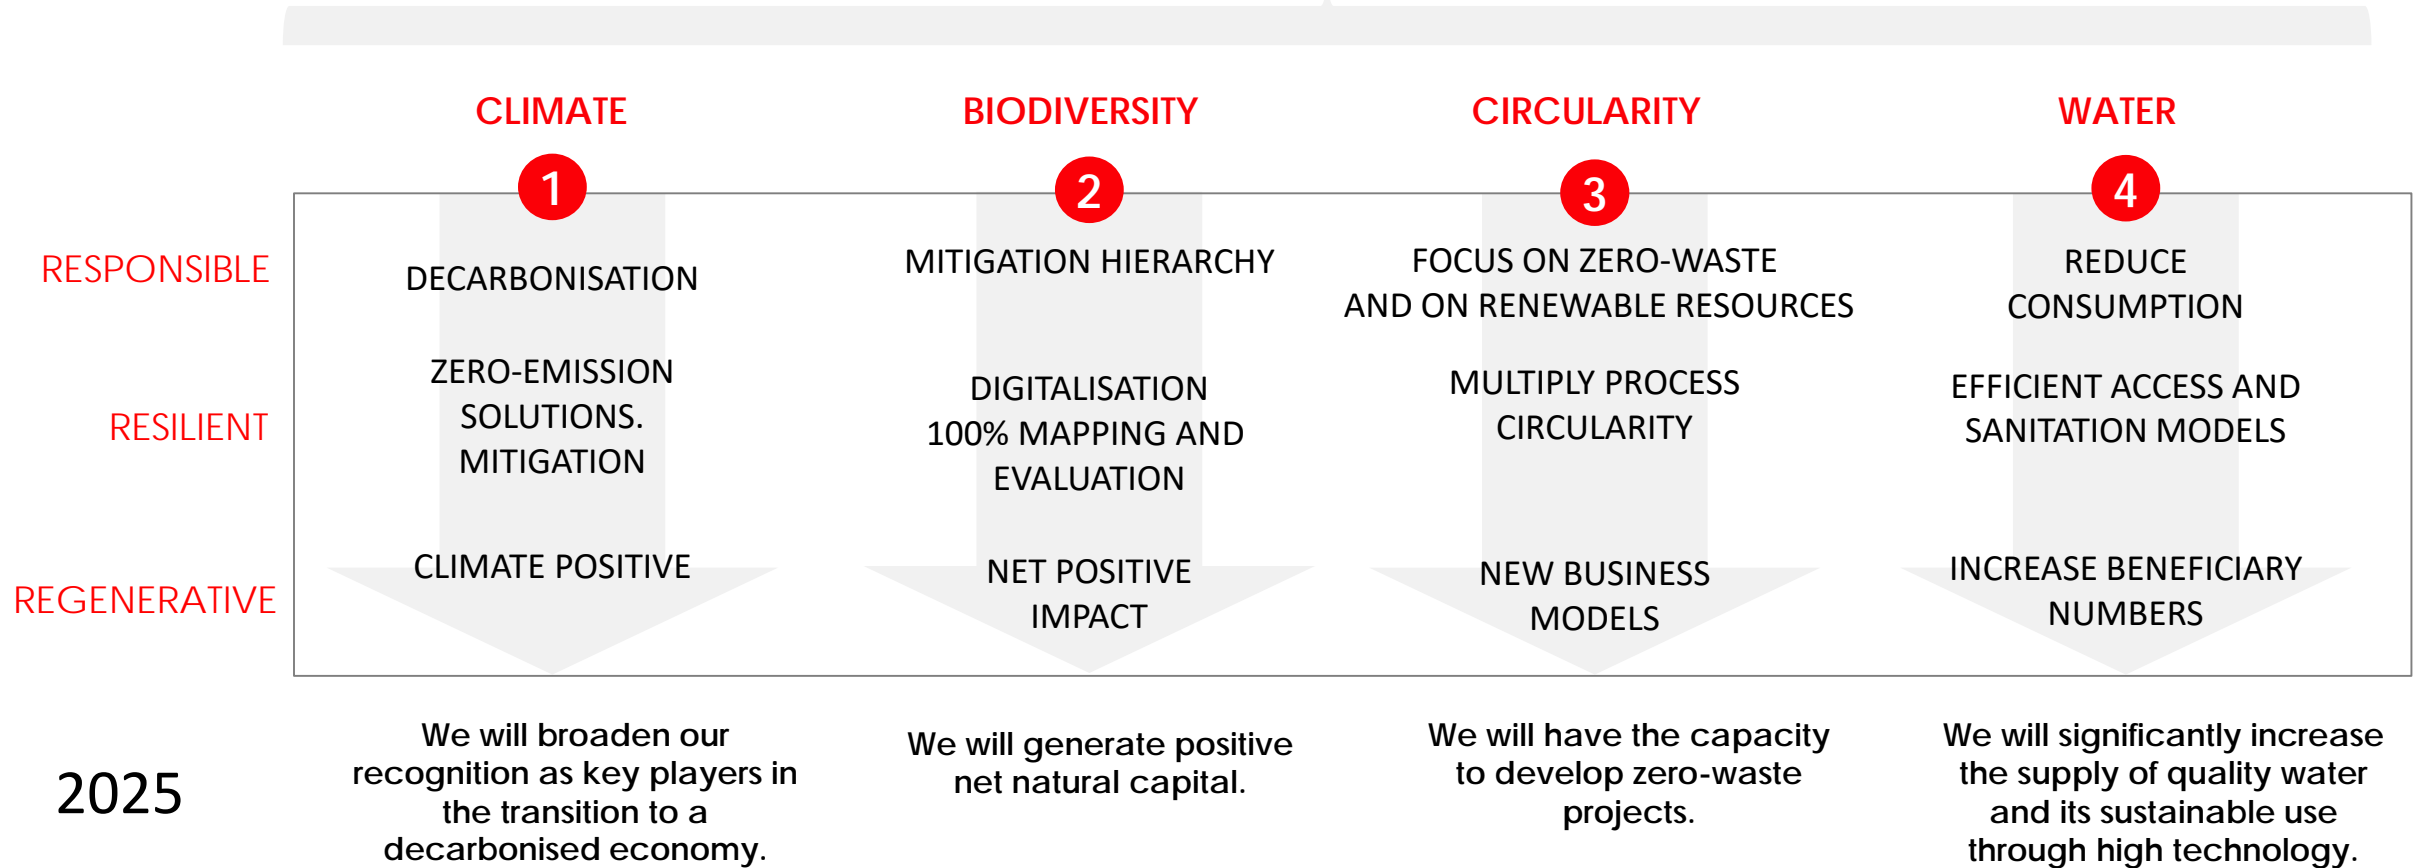 CLIMATE
BIODIVERSITY
CIRCULARITY
WATER
1
2
3
4
RESPONSIBLE
DECARBONISATION
MITIGATION HIERARCHY
FOCUS ON ZERO-WASTE
AND ON RENEWABLE RESOURCES
REDUCE
CONSUMPTION
RESILIENT
ZERO-EMISSION
SOLUTIONS.
MITIGATION
DIGITALISATION
100% MAPPING AND
EVALUATION
MULTIPLY PROCESS
CIRCULARITY
EFFICIENT ACCESS AND
SANITATION MODELS
REGENERATIVE
CLIMATE POSITIVE
NET POSITIVE
IMPACT
NEW BUSINESS
MODELS
INCREASE BENEFICIARY
NUMBERS
2025
We will broaden our
recognition as key players in
the transition to a
decarbonised economy.
We will generate positive
net natural capital.
We will have the capacity
to develop zero-waste
projects.
We will significantly increase
the supply of quality water
and its sustainable use
through high technology.